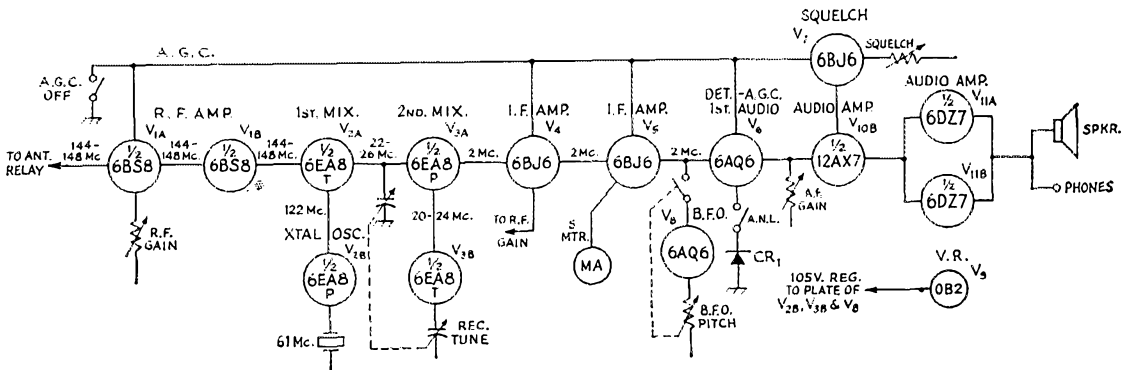 SQUELCH
V7
6BJ6
SQUELCH
A.G.C.
A.G.C.
OFF
R.F. AMP.
1ST. MIX.
2ND. MIX.
I.F. AMP.
I.F. AMP.
DET.-A.G.C.
1ST. AUDIO
AUDIO AMP.
AUDIO AMP.
V1A
V1B
V2A
V3A
V4
V5
V6
V10B
V11A
TO ANT.
RELAY
144-
148 Mc.
1/2
6BS8
144-
148 Mc.
1/2
6BS8
144-
148 Mc.
1/2
6EA8
T
22-
26 Mc.
1/2
6EA8
P
2 Mc.
6BJ6
2 Mc.
6BJ6
2 Mc.
6AQ6
1/2
12AX7
1/2
6DZ7
1/2
6DZ7
V11B
SPKR.
PHONES
R.F.
GAIN
122 Mc.
XTAL OSC.
V2B
1/2
6EA8
P
61 Mc.
20-24 Mc.
V3B
1/2
6EA8
T
REC.
TUNE
TO R.F.
GAIN
S
MTR.
MA
V8
B.F.O.
6AQ6
B.F.O.
PITCH
A.N.L.
CR1
A.F.
GAIN
105V. REG.
TO PLATE OF
V2B, V3B & V8
V.R.
V9
0B2